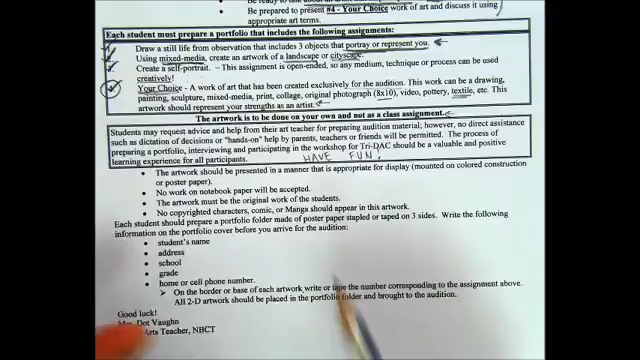 Be prepared to present #4 - Your Choice work of art and discuss it using
appropriate art terms.
Each student must prepare a portfolio that includes the following assignments:
Draw a still life from observation that includes 3 objects that portray or represent you.
Using mixed-media, create an artwork of a landscape or cityscape.
Create a self-portrait. - This assignment is open-ended, so any medium, technique or process can be used
creatively!
Your Choice - A work of art that has been created exclusively for the audition. This work can be a drawing,
painting, sculpture, mixed-media, print, collage, original photograph (8x10), video, pottery, textile, etc. This
artwork should represent your strengths as an artist.
The artwork is to be done on your own and not as a class assignment.
Students may request advice and help from their art teacher for preparing audition material; however, no direct assistance
such as dictation of decisions or "hands-on" help by parents, teachers or friends will be permitted. The process of
preparing a portfolio, interviewing and participating in the workshop for Tri-DAC should be a valuable and positive
learning experience for all participants.
HAVE FUN!
• The artwork should be presented in a manner that is appropriate for display (mounted on colored construction
or poster paper).
• No work on notebook paper will be accepted.
• The artwork must be the original work of the students.
• No copyrighted characters, comic, or Manga should appear in this artwork.
Each student should prepare a portfolio folder made of poster paper stapled or taped on 3 sides. Write the following
information on the portfolio cover before you arrive for the audition:
• student's name
• address
• school
• grade
• home or cell phone number.
➢ On the border or base of each artwork write or tape the number corresponding to the assignment above.
All 2-D artwork should be placed in the portfolio folder and brought to the audition.
Good luck!
Dot Vaughn
Arts Teacher, NBCT